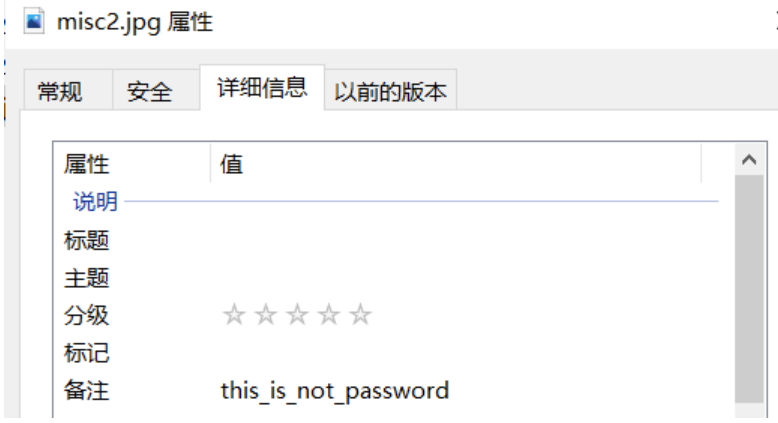 misc2.jpg 属性
常规 安全 详细信息 以前的版本
属性 值
说明
标题
主题
分级
标记
备注 this_is_not_password